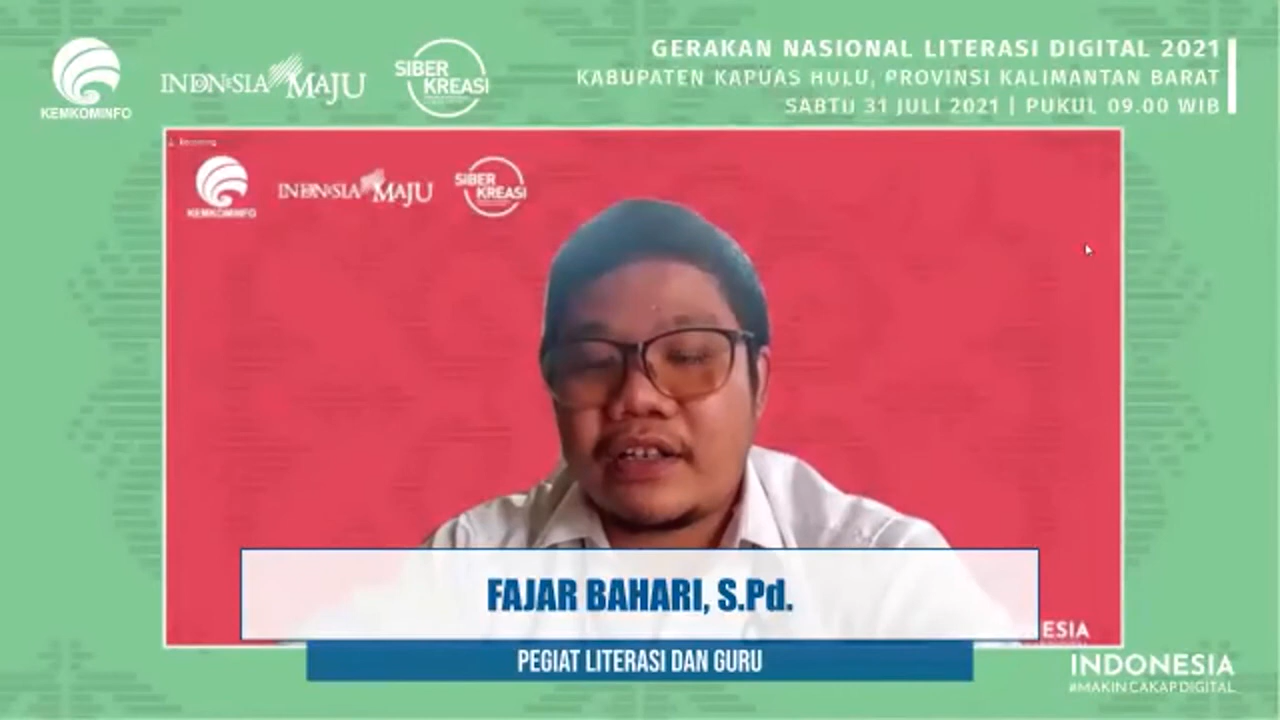 KEMKOMINFO
INDONESIA MAJU
SIBER
KREASI
GERAKAN NASIONAL LITERASI DIGITAL 2021
KABUPATEN KAPUAS HULU, PROVINSI KALIMANTAN BARAT
SABTU 31 JULI 2021 | PUKUL 09.00 WIB
Recording
KEMKOMINFO
INDONESIA MAJU
SIBER
KREASI
FAJAR BAHARI, S.Pd.
PEGIAT LITERASI DAN GURU
ESIA
INDONESIA
#MAKINCAKAPDIGITAL